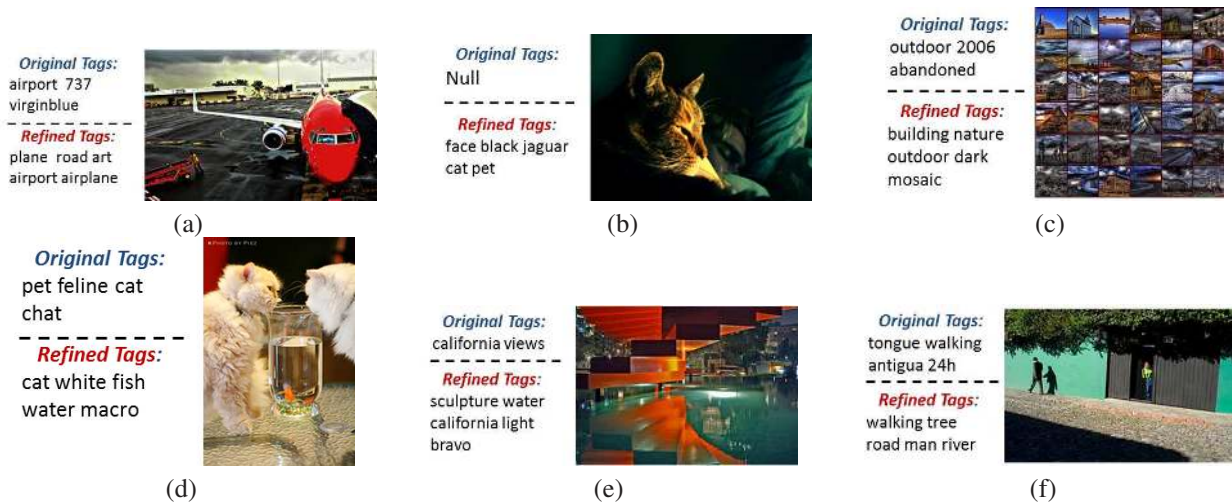 Original Tags:
airport 737
virginblue
Refined Tags:
plane road art
airport airplane
(a)
Original Tags:
Null
Refined Tags:
face black jaguar
cat pet
(b)
Original Tags:
outdoor 2006
abandoned
Refined Tags:
building nature
outdoor dark
mosaic
(c)
Original Tags:
pet feline cat
chat
Refined Tags:
cat white fish
water macro
(d)
Original Tags:
california views
Refined Tags:
sculpture water
california light
bravo
(e)
Original Tags:
tongue walking
antigua 24h
Refined Tags:
walking tree
road man river
(f)